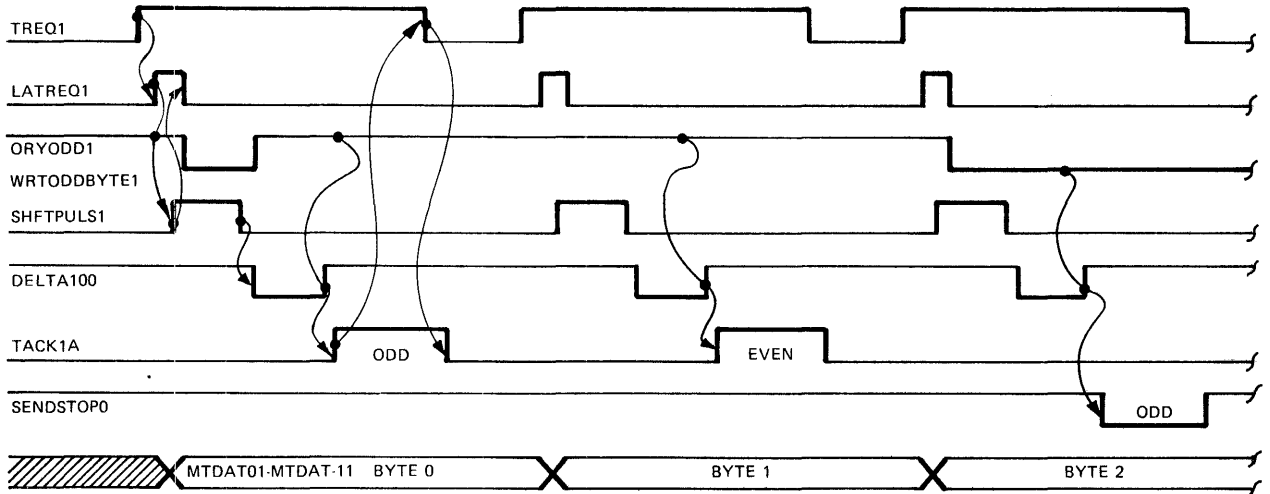 TREQ1
LATREQ1
ORYODD1
WRTODDBYTE1
SHFTPULS1
DELTA100
TACK1A
ODD
EVEN
SENDSTOP0
ODD
MTDAT01-MTDAT-11 BYTE 0
BYTE 1
BYTE 2